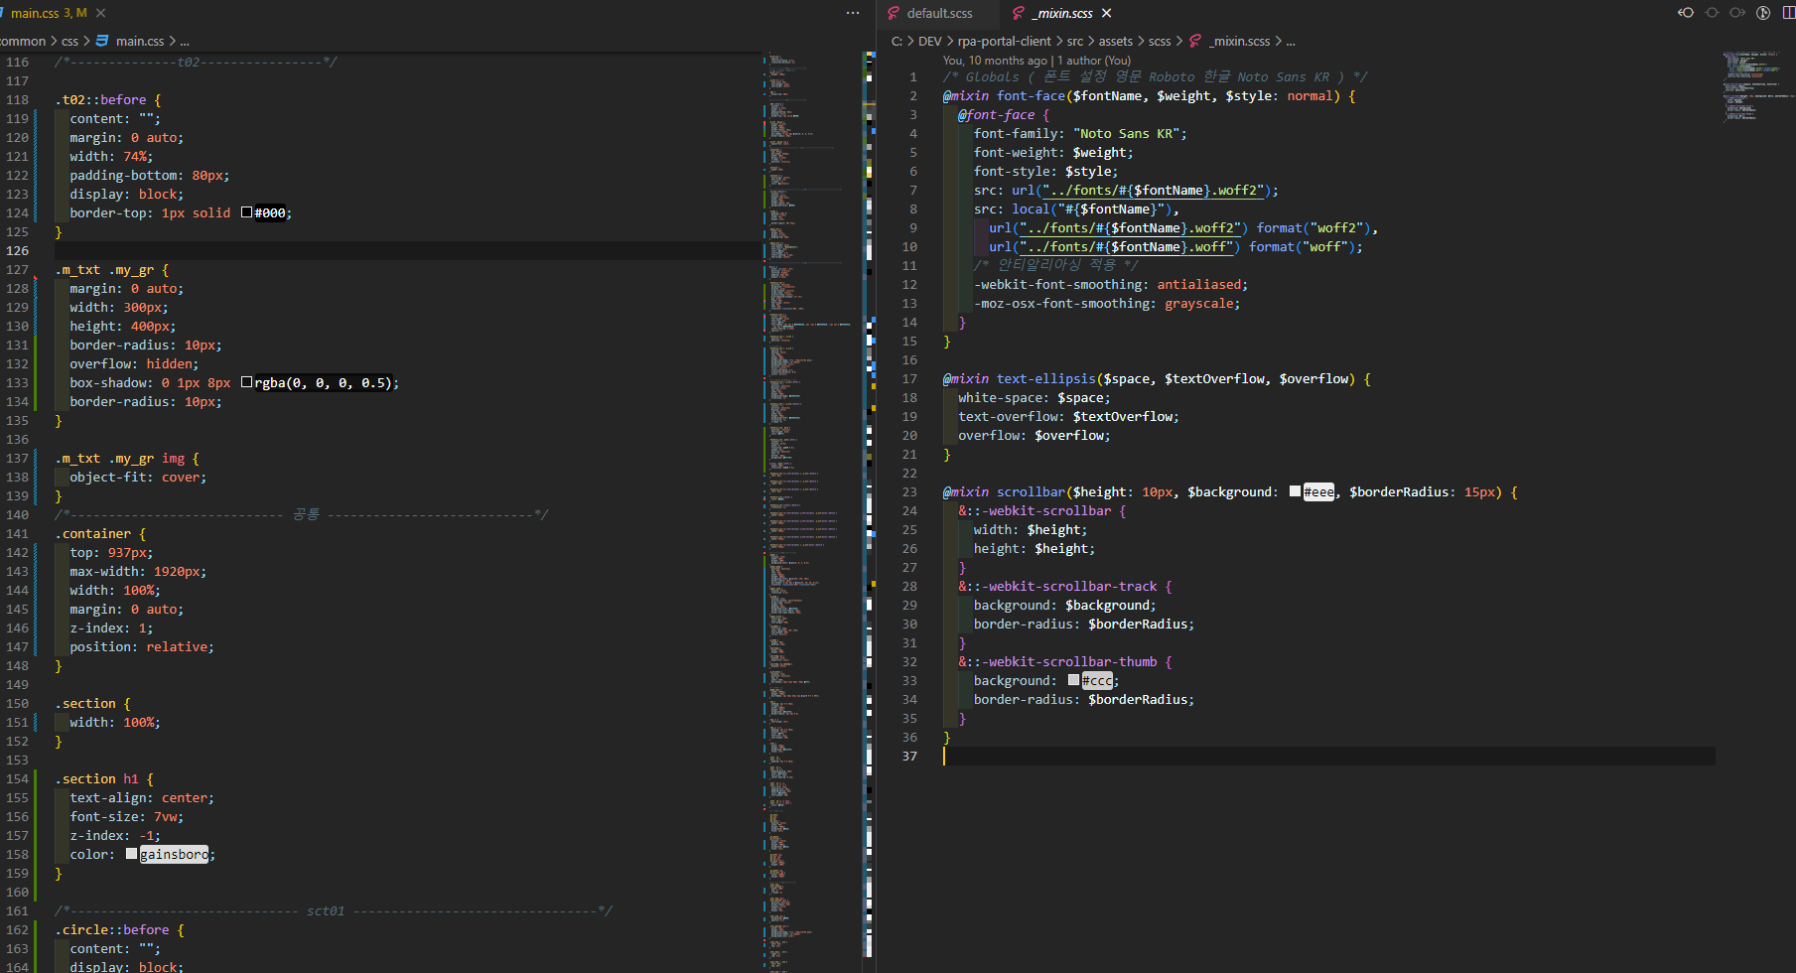 main.css 3, M ×
common > css > main.css > ...
116 /*--------------t02----------------*/
117
118 .t02::before {
119 content: "";
120 margin: 0 auto;
121 width: 74%;
122 padding-bottom: 80px;
123 display: block;
124 border-top: 1px solid #000;
125 }
126
127 .m_txt .my_gr {
128 margin: 0 auto;
129 width: 300px;
130 height: 400px;
131 border-radius: 10px;
132 overflow: hidden;
133 box-shadow: 0 1px 8px rgba(0, 0, 0, 0.5);
134 border-radius: 10px;
135 }
136
137 .m_txt .my_gr img {
138 object-fit: cover;
139 }
140 /*---------------------------- 공통 ---------------------------*/
141 .container {
142 top: 937px;
143 max-width: 1920px;
144 width: 100%;
145 margin: 0 auto;
146 z-index: 1;
147 position: relative;
148 }
149
150 .section {
151 width: 100%;
152 }
153
154 .section h1 {
155 text-align: center;
156 font-size: 7vw;
157 z-index: -1;
158 color: gainsboro;
159 }
160
161 /*------------------------------ sct01 --------------------------------*/
162 .circle::before {
163 content: "";
164 display: block;
default.scss
_mixin.scss ×
C: > DEV > rpa-portal-client > src > assets > scss > _mixin.scss > ...
You, 10 months ago | 1 author (You)
1 /* Globals ( 폰트 설정 영문 Roboto 한글 Noto Sans KR ) */
2 @mixin font-face($fontName, $weight, $style: normal) {
3 @font-face {
4 font-family: "Noto Sans KR";
5 font-weight: $weight;
6 font-style: $style;
7 src: url("../fonts/#{$fontName}.woff2");
8 src: local("#{$fontName}"),
9 url("../fonts/#{$fontName}.woff2") format("woff2"),
10 url("../fonts/#{$fontName}.woff") format("woff");
11 /* 안티알리아싱 적용 */
12 -webkit-font-smoothing: antialiased;
13 -moz-osx-font-smoothing: grayscale;
14 }
15 }
16
17 @mixin text-ellipsis($space, $textOverflow, $overflow) {
18 white-space: $space;
19 text-overflow: $textOverflow;
20 overflow: $overflow;
21 }
22
23 @mixin scrollbar($height: 10px, $background: #eee, $borderRadius: 15px) {
24 &::-webkit-scrollbar {
25 width: $height;
26 height: $height;
27 }
28 &::-webkit-scrollbar-track {
29 background: $background;
30 border-radius: $borderRadius;
31 }
32 &::-webkit-scrollbar-thumb {
33 background: #ccc;
34 border-radius: $borderRadius;
35 }
36 }
37